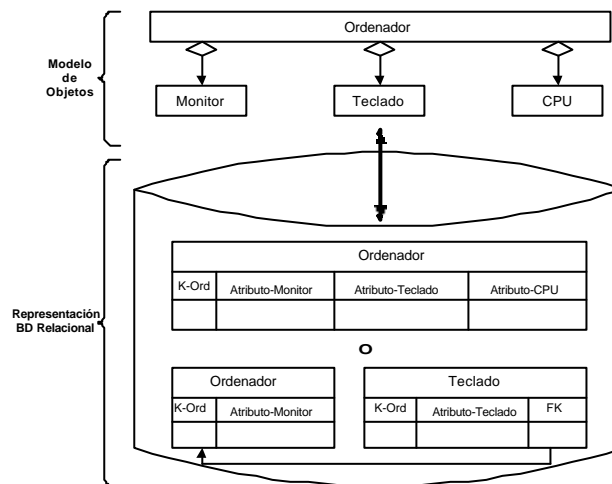 Ordenador
Modelo
de
Objetos
Monitor
Teclado
CPU
Representación
BD Relacional
Ordenador
K-Ord
Atributo-Monitor
Atributo-Teclado
Atributo-CPU
O
Ordenador
K-Ord
Atributo-Monitor
Teclado
K-Ord
Atributo-Teclado
FK